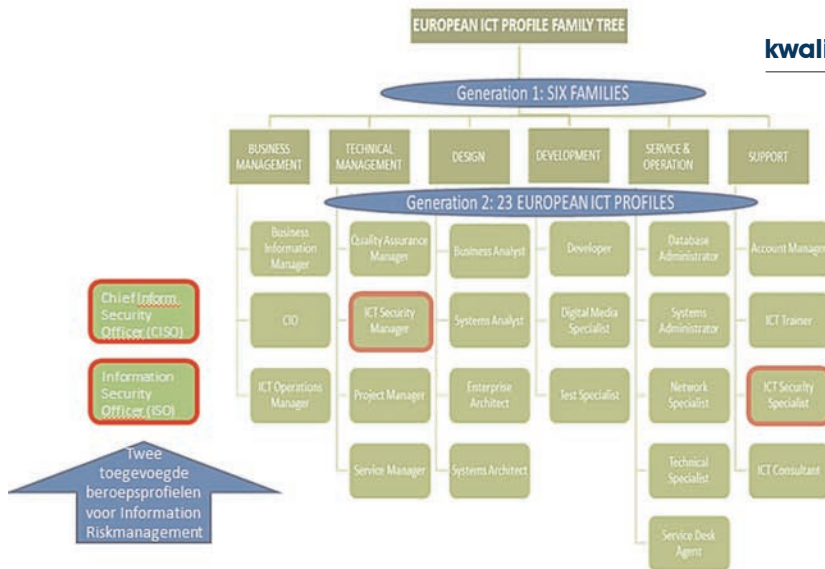 EUROPEAN ICT PROFILE FAMILY TREE
kwali
Generation 1: SIX FAMILIES
BUSINESS
MANAGEMENT
TECHNICAL
MANAGEMENT
DESIGN
DEVELOPMENT
SERVICE &
OPERATION
SUPPORT
Generation 2: 23 EUROPEAN ICT PROFILES
Business
Information
Manager
Quality Assurance
Manager
Business Analyst
Developer
Database
Administrator
Account Manager
Chief Inform
Security
Officer (CISO)
CIO
ICT Security
Manager
Systems Analyst
Digital Media
Specialist
Systems
Administrator
ICT Trainer
Information
Security
Officer (ISO)
ICT Operations
Manager
Project Manager
Enterprise
Architect
Test Specialist
Network
Specialist
ICT Security
Specialist
Service Manager
Systems Architect
Technical
Specialist
ICT Consultant
Service Desk
Agent
Twee
toegevoegde
beroepsprofielen
voor Information
Riskmanagement